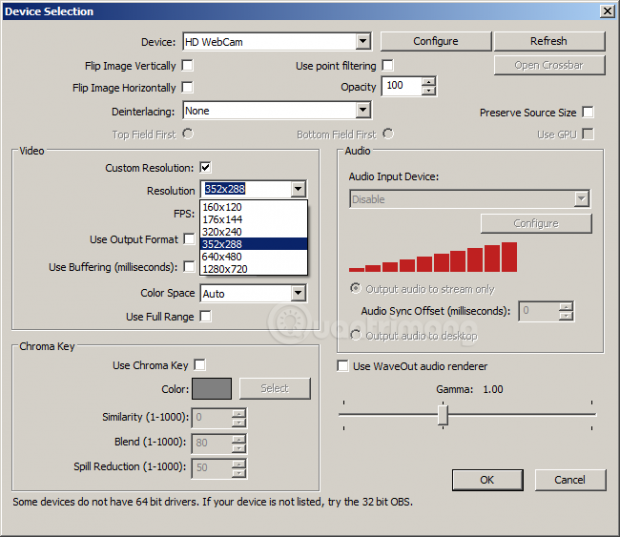 Device Selection
Device: HD WebCam Configure Refresh
Flip Image Vertically Use point filtering Open Crossbar
Flip Image Horizontally Opacity 100
Deinterlacing: None Preserve Source Size
Top Field First Bottom Field First Use GPU
Video
Custom Resolution:
Resolution 352x288
160x120
176x144
320x240
352x288
640x480
1280x720
FPS:
Use Output Format
Use Buffering (milliseconds):
Color Space Auto
Use Full Range
Audio
Audio Input Device:
Disable
Configure
Output audio to stream only
Audio Sync Offset (milliseconds): 0
Output audio to desktop
Quantrimang
Chroma Key
Use Chroma Key
Color: Select
Similarity (1-1000) 0
Blend (1-1000) 80
Spill Reduction (1-1000) 50
Use WaveOut audio renderer
Gamma: 1.00
OK Cancel
Some devices do not have 64 bit drivers. If your device is not listed, try the 32 bit OBS.